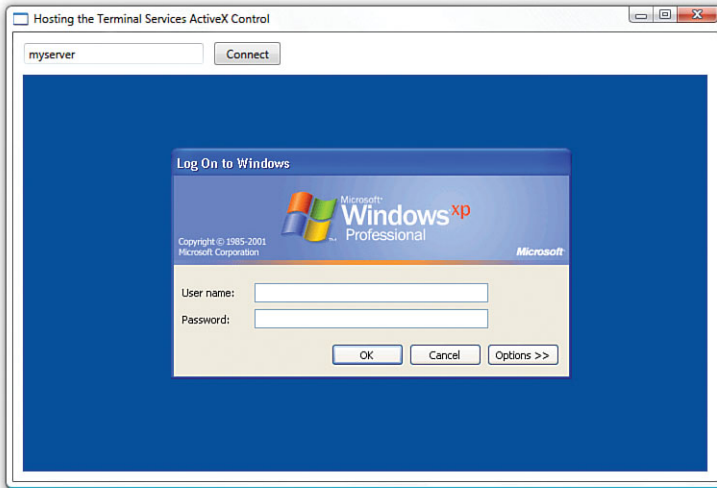 Hosting the Terminal Services ActiveX Control
myserver
Connect
Log On to Windows
Microsoft®
Windows xp
Professional
Copyright © 1985-2001
Microsoft Corporation
Microsoft
User name:
Password:
OK
Cancel
Options >>